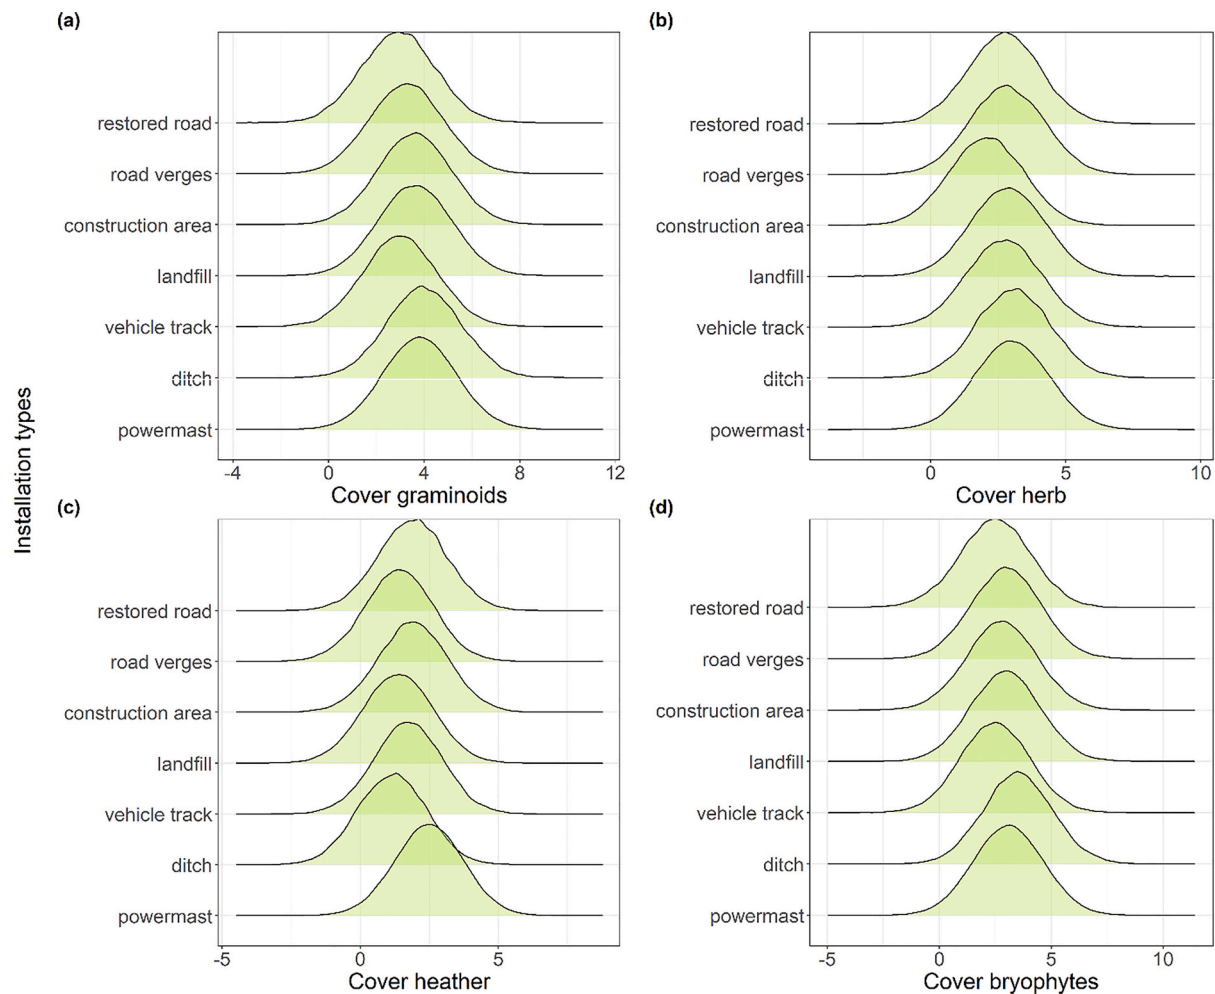 (a)
restored road
road verges
construction area
landfill
vehicle track
ditch
powermast
-4 0 4 8 12
Cover graminoids
(b)
restored road
road verges
construction area
landfill
vehicle track
ditch
powermast
0 5 10
Cover herb
Installation types
(c)
restored road
road verges
construction area
landfill
vehicle track
ditch
powermast
-5 0 5
Cover heather
(d)
restored road
road verges
construction area
landfill
vehicle track
ditch
powermast
-5 0 5 10
Cover bryophytes